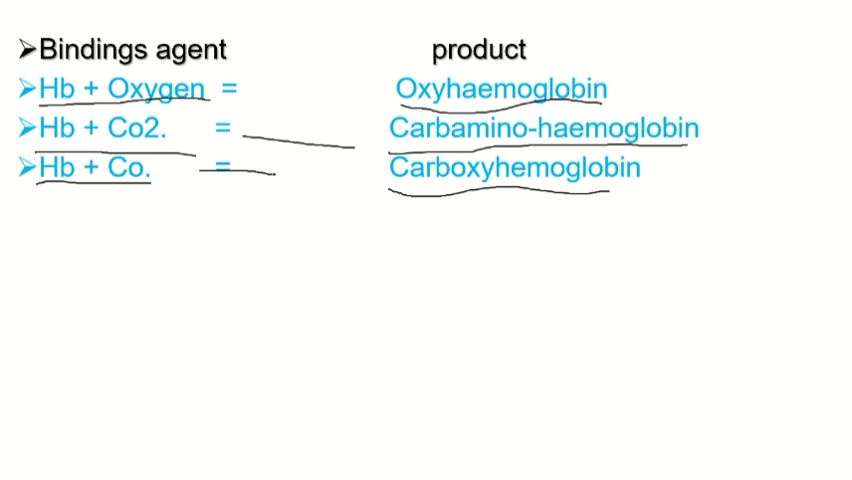 ➢Bindings agent product
➢Hb + Oxygen = Oxyhaemoglobin
➢Hb + Co2. = Carbamino-haemoglobin
➢Hb + Co. = Carboxyhemoglobin